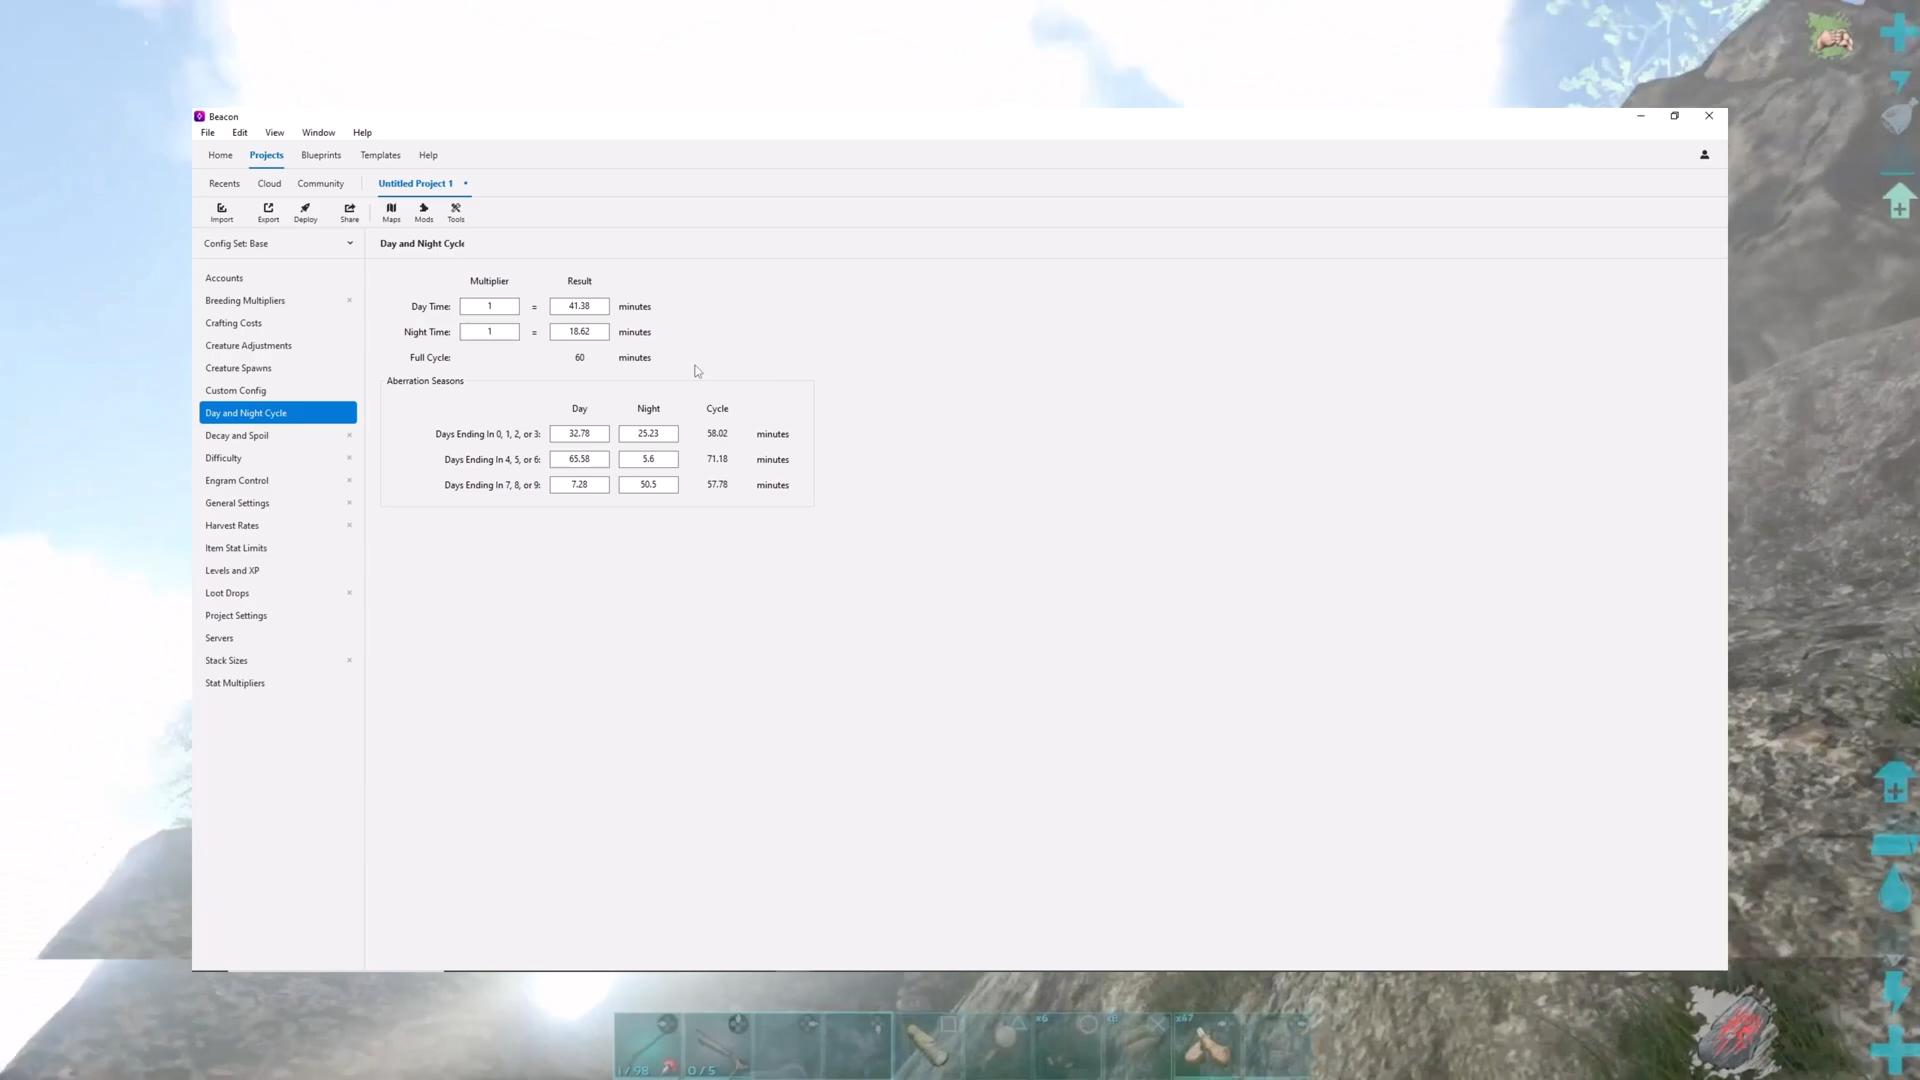 Beacon
File Edit View Window Help
Home Projects Blueprints Templates Help
Recents Cloud Community Untitled Project 1 •
Import Export Deploy Share Maps Mods Tools
Config Set: Base
Day and Night Cycle
Accounts
Breeding Multipliers ×
Crafting Costs
Creature Adjustments
Creature Spawns
Custom Config
Day and Night Cycle
Decay and Spoil ×
Difficulty ×
Engram Control ×
General Settings ×
Harvest Rates ×
Item Stat Limits
Levels and XP
Loot Drops ×
Project Settings
Servers
Stack Sizes ×
Stat Multipliers
Multiplier Result
Day Time: 1 = 41.38 minutes
Night Time: 1 = 18.62 minutes
Full Cycle: 60 minutes
Aberration Seasons
Day Night Cycle
Days Ending In 0, 1, 2, or 3: 32.78 25.23 58.02 minutes
Days Ending In 4, 5, or 6: 65.58 5.6 71.18 minutes
Days Ending In 7, 8, or 9: 7.28 50.5 57.78 minutes
x6 x8 x47
1 / 98 0 / 5